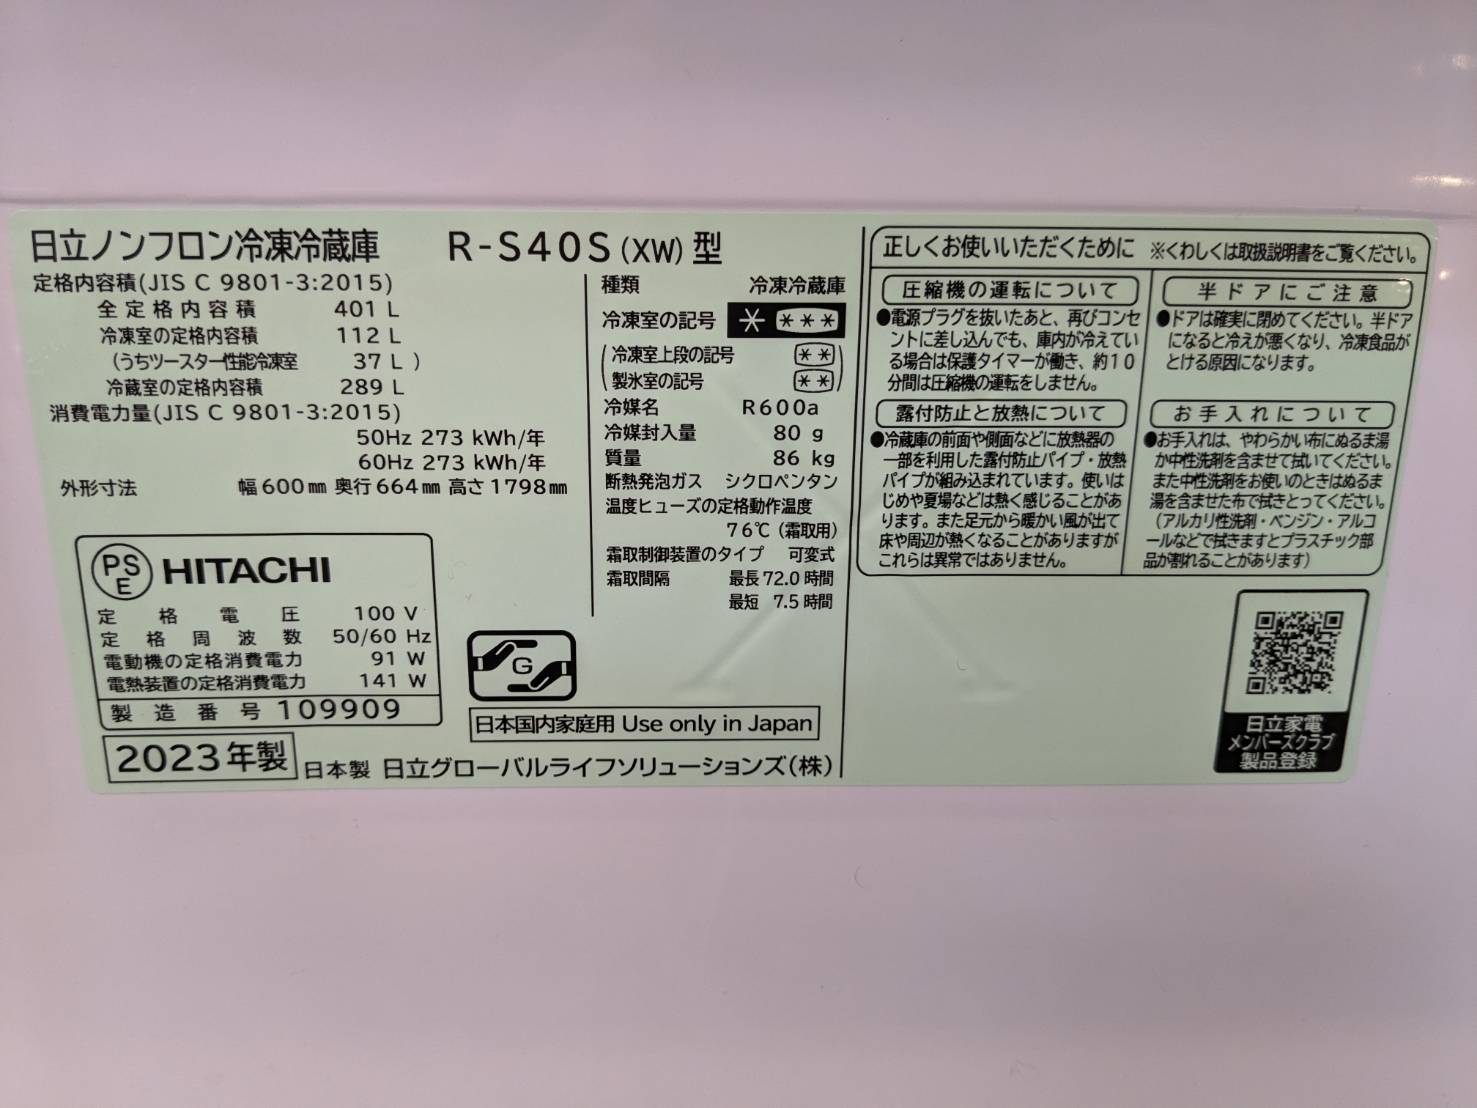 日立ノンフロン冷凍冷蔵庫 R-S40S(XW)型
定格内容積(JIS C 9801-3:2015)
全定格内容積 401 L
冷凍室の定格内容積 112 L
(うちツースター性能冷凍室 37 L )
冷蔵室の定格内容積 289 L
消費電力量(JIS C 9801-3:2015)
50Hz 273 kWh/年
60Hz 273 kWh/年
外形寸法 幅600㎜ 奥行664㎜ 高さ1798㎜
PS
E
HITACHI
定格電圧 100 V
定格周波数 50/60 Hz
電動機の定格消費電力 91 W
電熱装置の定格消費電力 141 W
製造番号 109909
2023年製
日本製 日立グローバルライフソリューションズ(株)
種類 冷凍冷蔵庫
冷凍室の記号 * ***
(冷凍室上段の記号 **
製氷室の記号 **)
冷媒名 R600a
冷媒封入量 80 g
質量 86 kg
断熱発泡ガス シクロペンタン
温度ヒューズの定格動作温度
76℃(霜取用)
霜取制御装置のタイプ 可変式
霜取間隔 最長72.0時間
最短 7.5時間
G
日本国内家庭用 Use only in Japan
正しくお使いいただくために ※くわしくは取扱説明書をご覧ください。
圧縮機の運転について
●電源プラグを抜いたあと、再びコンセ
ントに差し込んでも、庫内が冷えてい
る場合は保護タイマーが働き、約10
分間は圧縮機の運転をしません。
露付防止と放熱について
●冷蔵庫の前面や側面などに放熱器の
一部を利用した露付防止パイプ・放熱
パイプが組み込まれています。使いは
じめや夏場などは熱く感じることがあ
ります。また足元から暖かい風が出て
床や周辺が熱くなることがありますが
これらは異常ではありません。
半ドアにご注意
●ドアは確実に閉めてください。半ドア
になると冷えが悪くなり、冷凍食品が
とける原因になります。
お手入れについて
●お手入れは、やわらかい布にぬるま湯
か中性洗剤を含ませて拭いてください。
また中性洗剤をお使いのときはぬるま
湯を含ませた布で拭きとってください。
(アルカリ性洗剤・ベンジン・アルコ
ールなどで拭きますとプラスチック部
品が割れることがあります)
日立家電
メンバーズクラブ
製品登録